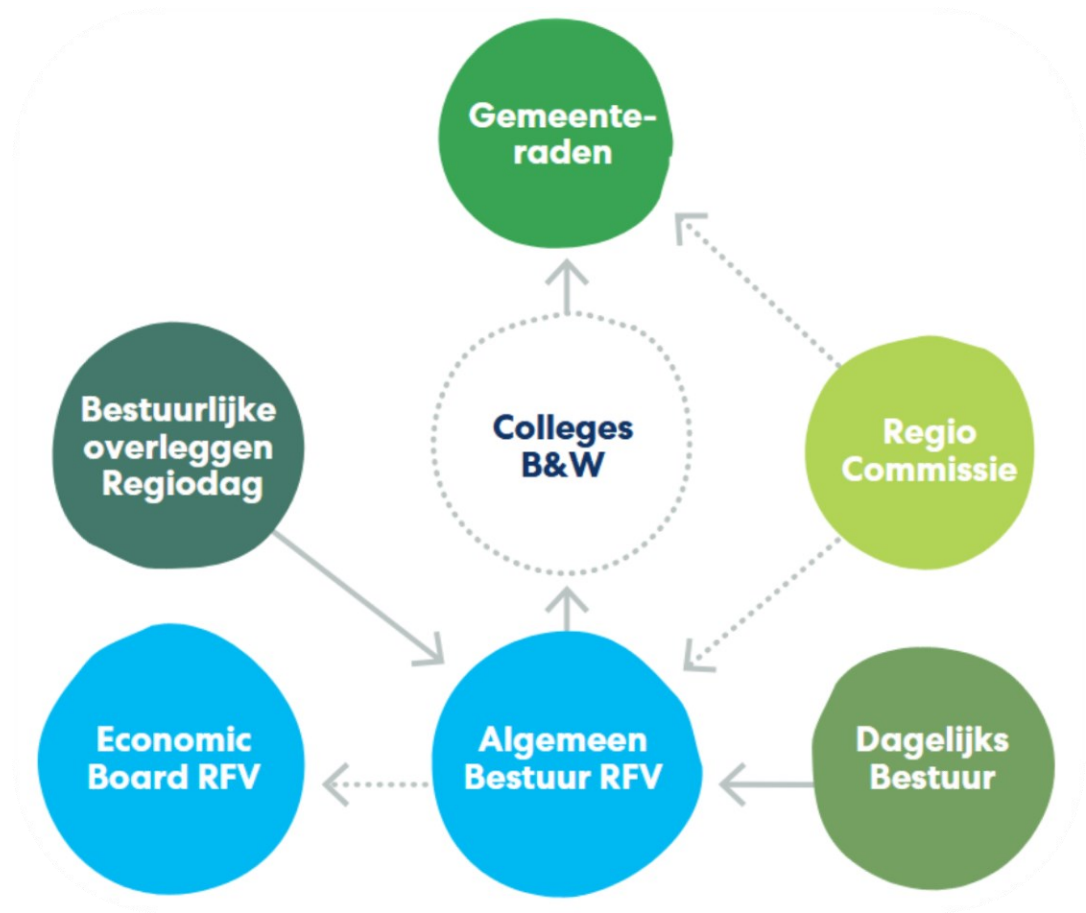 Gemeente-
raden
Bestuurlijke
overleggen
Regiodag
Colleges
B&W
Regio
Commissie
Economic
Board RFV
Algemeen
Bestuur RFV
Dagelijks
Bestuur